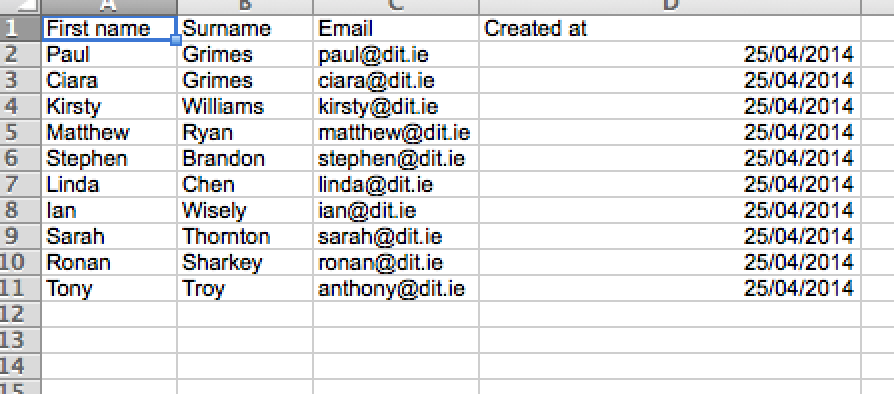 A B C D
1 First name Surname Email Created at
2 Paul Grimes paul@dit.ie 25/04/2014
3 Ciara Grimes ciara@dit.ie 25/04/2014
4 Kirsty Williams kirsty@dit.ie 25/04/2014
5 Matthew Ryan matthew@dit.ie 25/04/2014
6 Stephen Brandon stephen@dit.ie 25/04/2014
7 Linda Chen linda@dit.ie 25/04/2014
8 Ian Wisely ian@dit.ie 25/04/2014
9 Sarah Thornton sarah@dit.ie 25/04/2014
10 Ronan Sharkey ronan@dit.ie 25/04/2014
11 Tony Troy anthony@dit.ie 25/04/2014
12
13
14
15